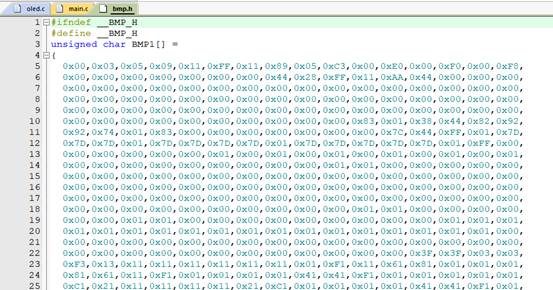 oled.c main.c bmp.h
1 #ifndef __BMP_H
2 #define __BMP_H
3 unsigned char BMP1[] =
4 {
5 0x00,0x03,0x05,0x09,0x11,0xFF,0x11,0x89,0x05,0xC3,0x00,0xE0,0x00,0xF0,0x00,0xF8,
6 0x00,0x00,0x00,0x00,0x00,0x00,0x00,0x44,0x28,0xFF,0x11,0xAA,0x44,0x00,0x00,0x00,
7 0x00,0x00,0x00,0x00,0x00,0x00,0x00,0x00,0x00,0x00,0x00,0x00,0x00,0x00,0x00,0x00,
8 0x00,0x00,0x00,0x00,0x00,0x00,0x00,0x00,0x00,0x00,0x00,0x00,0x00,0x00,0x00,0x00,
9 0x00,0x00,0x00,0x00,0x00,0x00,0x00,0x00,0x00,0x00,0x00,0x00,0x00,0x00,0x00,0x00,
10 0x00,0x00,0x00,0x00,0x00,0x00,0x00,0x00,0x00,0x00,0x83,0x01,0x38,0x44,0x82,0x92,
11 0x92,0x74,0x01,0x83,0x00,0x00,0x00,0x00,0x00,0x00,0x00,0x7C,0x44,0xFF,0x01,0x7D,
12 0x7D,0x7D,0x01,0x7D,0x7D,0x7D,0x7D,0x01,0x7D,0x7D,0x7D,0x7D,0x7D,0x01,0xFF,0x00,
13 0x00,0x00,0x00,0x00,0x00,0x01,0x00,0x01,0x00,0x01,0x00,0x01,0x00,0x01,0x00,0x01,
14 0x00,0x00,0x00,0x00,0x00,0x00,0x00,0x00,0x00,0x01,0x01,0x00,0x00,0x00,0x00,0x00,
15 0x00,0x00,0x00,0x00,0x00,0x00,0x00,0x00,0x00,0x00,0x00,0x00,0x00,0x00,0x00,0x00,
16 0x00,0x00,0x00,0x00,0x00,0x00,0x00,0x00,0x00,0x00,0x00,0x00,0x00,0x00,0x00,0x00,
17 0x00,0x00,0x00,0x00,0x00,0x00,0x00,0x00,0x00,0x00,0x00,0x00,0x00,0x00,0x00,0x00,
18 0x00,0x00,0x00,0x00,0x00,0x00,0x00,0x00,0x00,0x00,0x01,0x01,0x00,0x00,0x00,0x00,
19 0x00,0x00,0x00,0x00,0x00,0x00,0x00,0x00,0x00,0x00,0x00,0x00,0x00,0x00,0x01,0x01,
20 0x01,0x01,0x01,0x01,0x01,0x01,0x01,0x01,0x01,0x01,0x01,0x01,0x01,0x01,0x00,0x00,
21 0x00,0x00,0x00,0x00,0x00,0x00,0x00,0x00,0x00,0x00,0x00,0x00,0x00,0x00,0x00,0x00,
22 0x00,0x00,0x00,0x00,0x00,0x00,0x00,0x00,0x00,0x00,0x00,0x00,0x3F,0x3F,0x03,0x03,
23 0xF3,0x13,0x11,0x11,0x11,0x11,0x11,0x11,0x01,0xF1,0x11,0x61,0x81,0x01,0x01,0x01,
24 0x81,0x61,0x11,0xF1,0x01,0x01,0x01,0x01,0x41,0x41,0xF1,0x01,0x01,0x01,0x01,0x01,
25 0xC1,0x21,0x11,0x11,0x11,0x11,0x21,0xC1,0x01,0x01,0x01,0x01,0x41,0x41,0xF1,0x01,